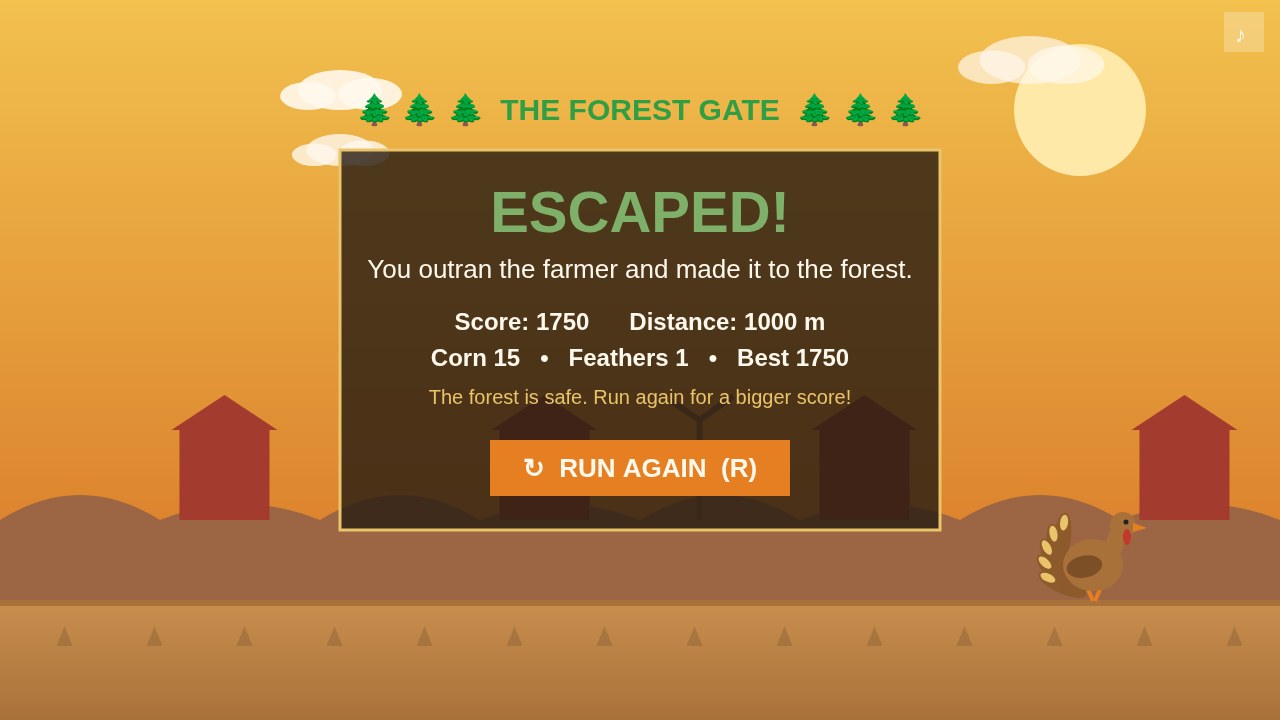 ♪
🌲🌲🌲 THE FOREST GATE 🌲🌲🌲
ESCAPED!
You outran the farmer and made it to the forest.
Score: 1750 Distance: 1000 m
Corn 15 • Feathers 1 • Best 1750
The forest is safe. Run again for a bigger score!
↻ RUN AGAIN (R)